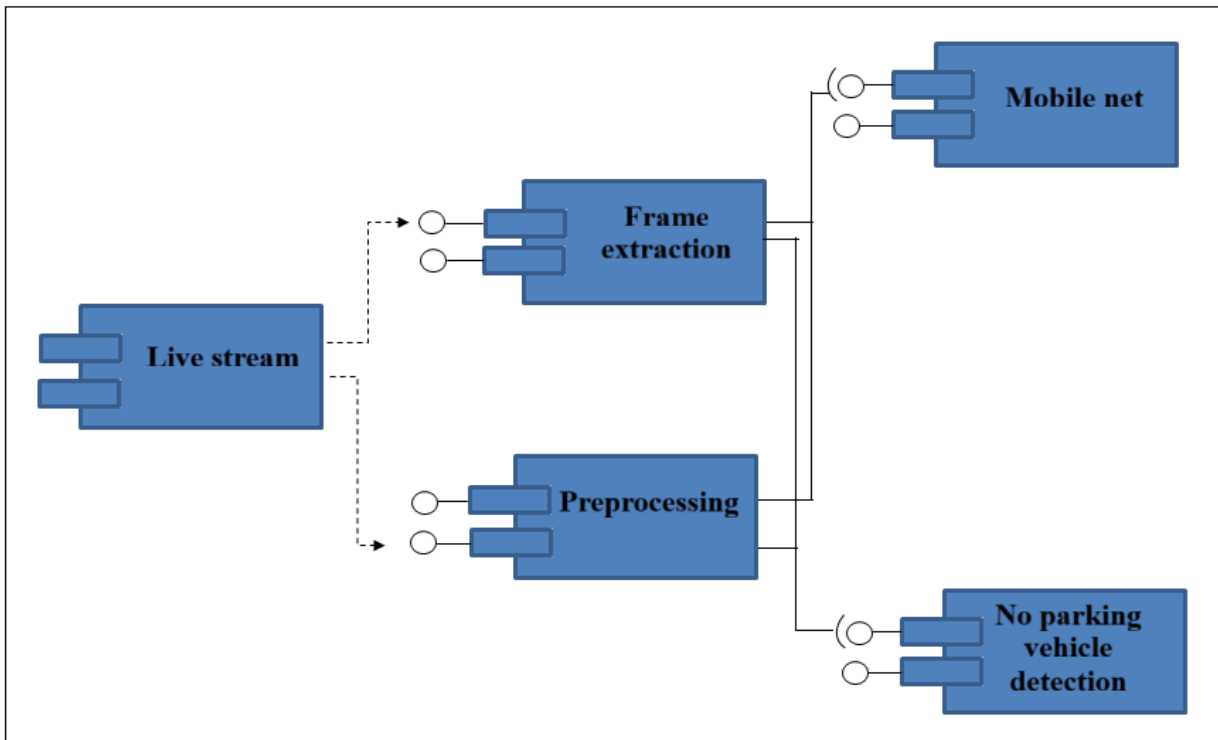 Mobile net
Frame
extraction
Live stream
Preprocessing
No parking
vehicle
detection